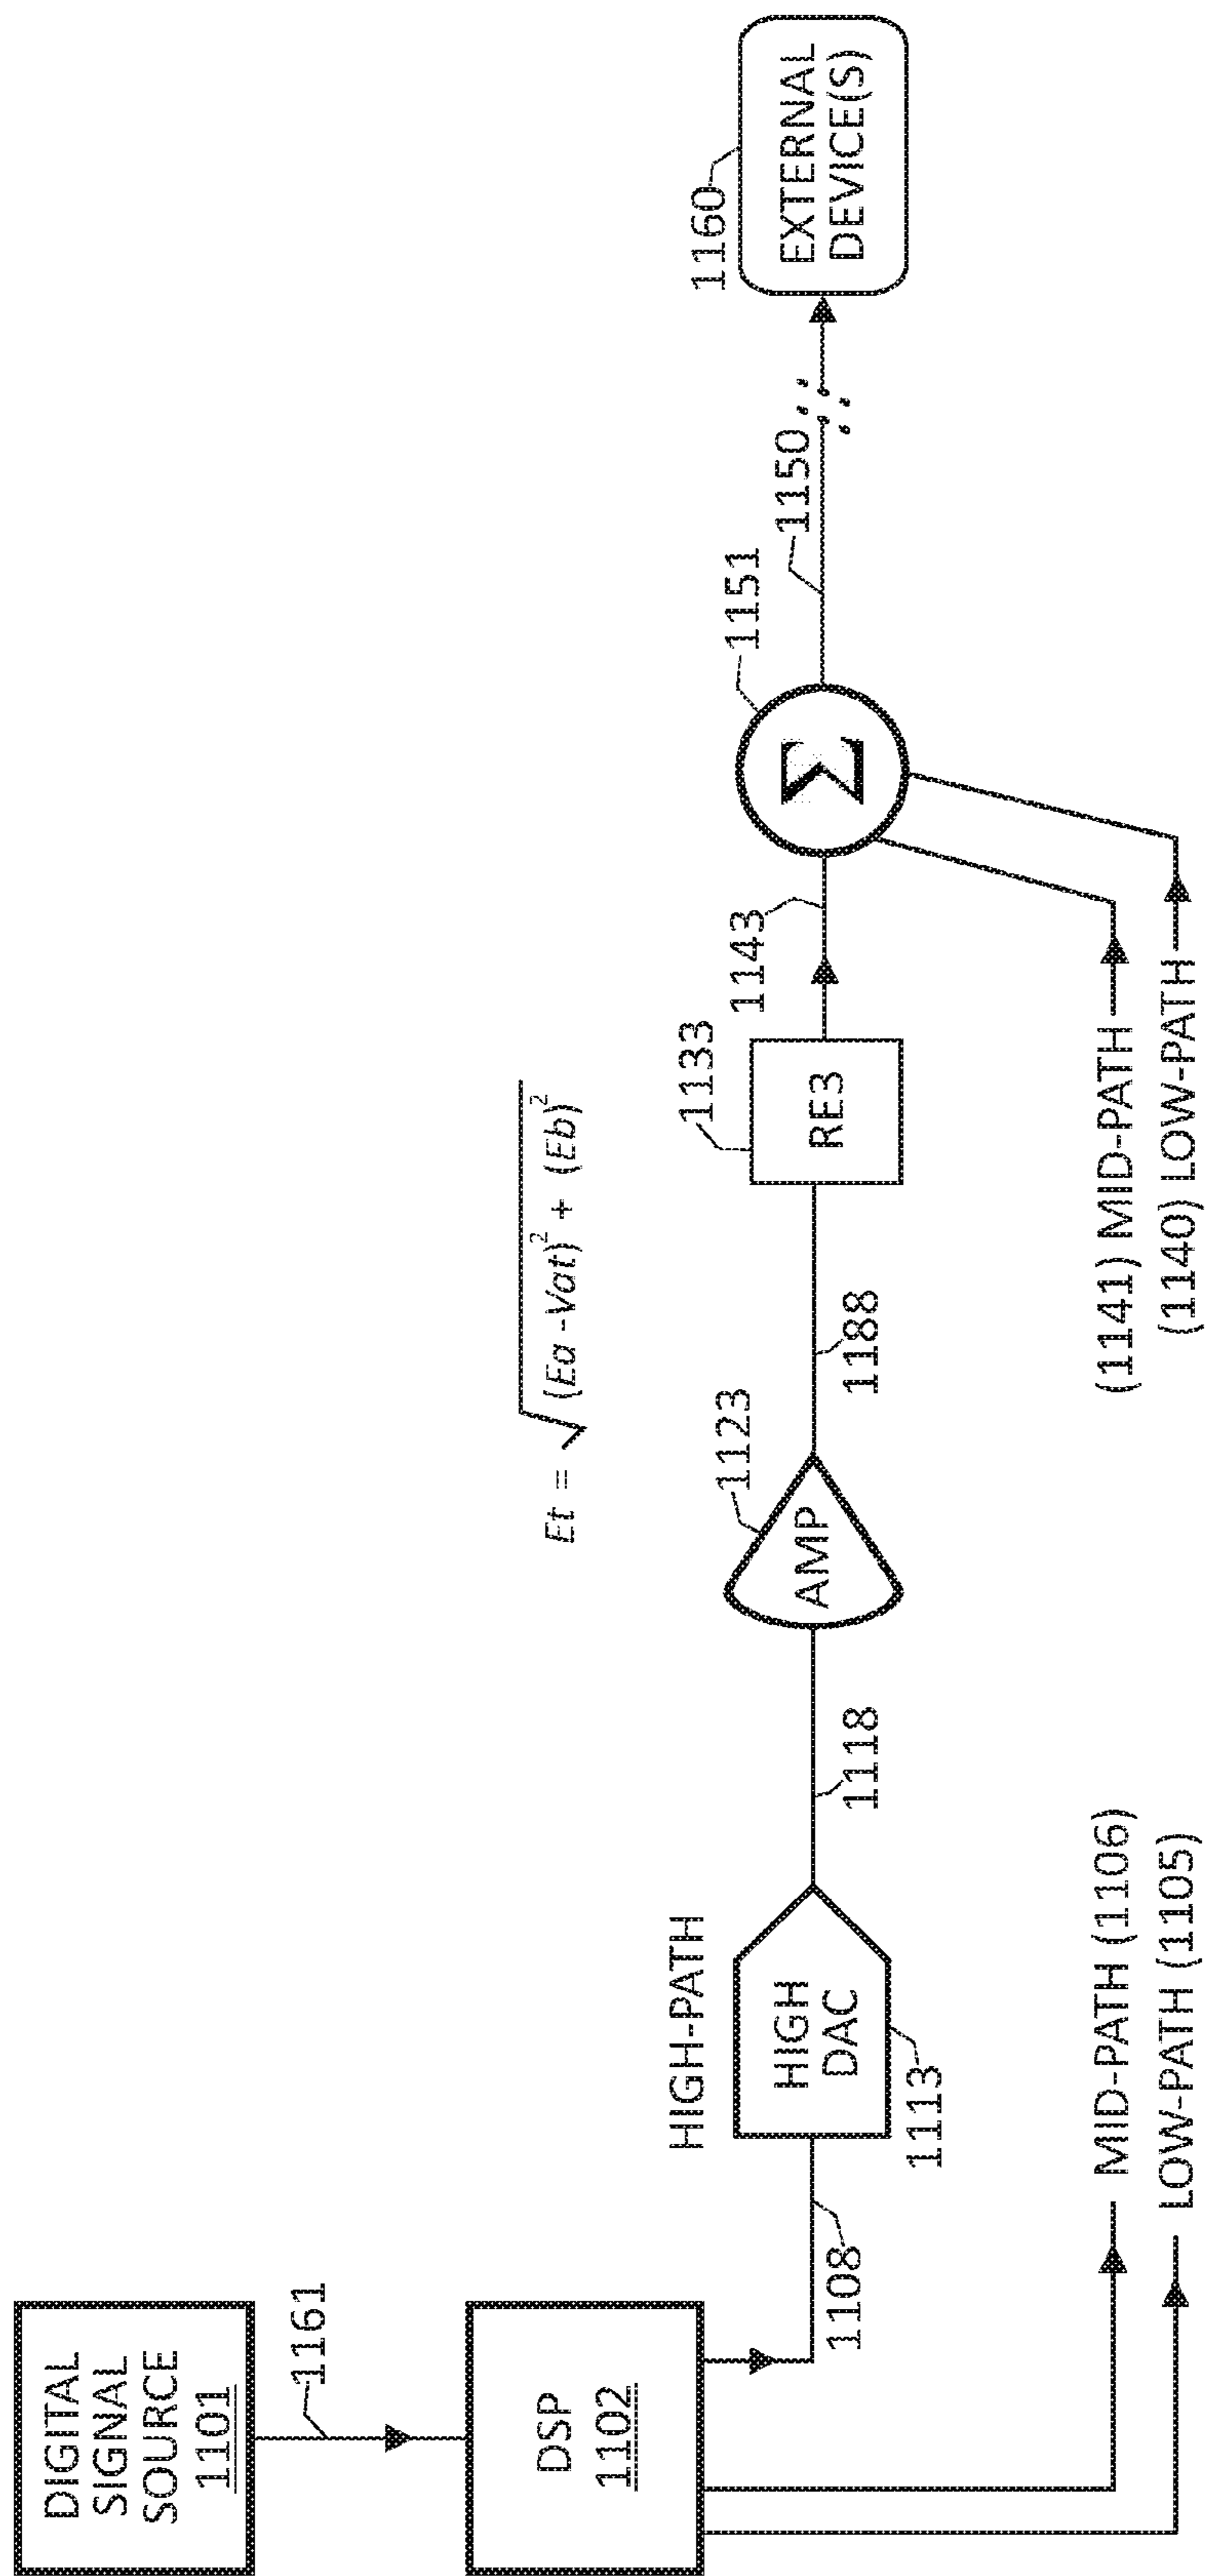 DIGITAL
SIGNAL
SOURCE
1101
1161
DSP
1102
1108
HIGH-PATH
HIGH
DAC
1113
1118
AMP
1123
1188
Et = √(Ea -Vat)² + (Eb)²
RE3
1133
1143
Σ
1151
1150
EXTERNAL
DEVICE(S)
1160
MID-PATH (1106)
LOW-PATH (1105)
(1141) MID-PATH
(1140) LOW-PATH